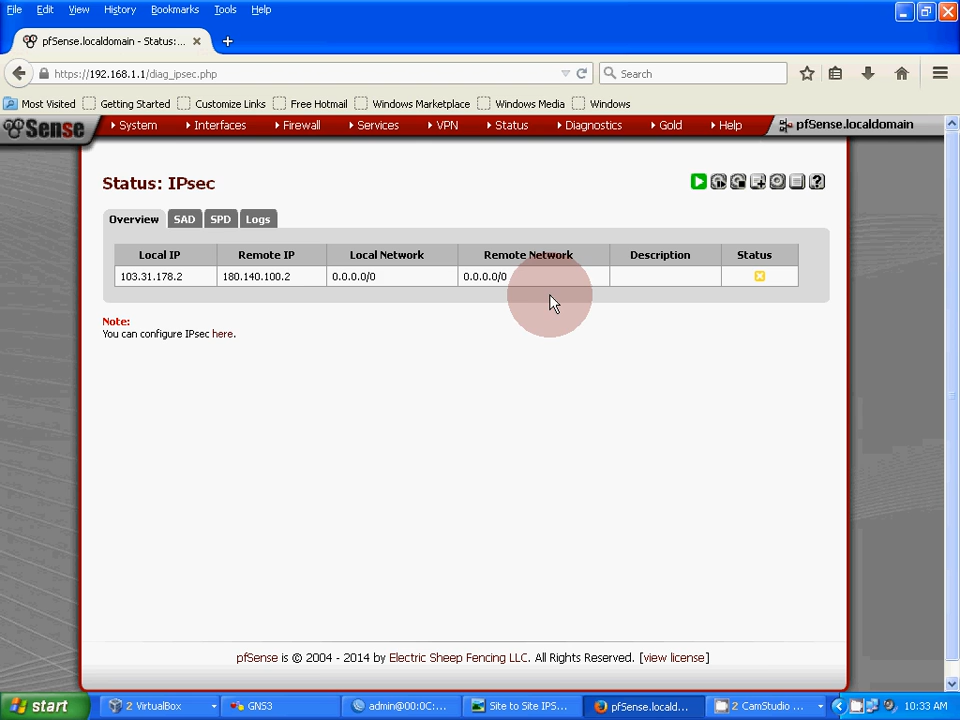 File Edit View History Bookmarks Tools Help
pfSense.localdomain - Status:...
https://192.168.1.1/diag_ipsec.php
Search
Most Visited Getting Started Customize Links Free Hotmail Windows Marketplace Windows Media Windows
Sense System Interfaces Firewall Services VPN Status Diagnostics Gold Help pfSense.localdomain
Status: IPsec
Overview SAD SPD Logs
Local IP Remote IP Local Network Remote Network Description Status
103.31.178.2 180.140.100.2 0.0.0.0/0 0.0.0.0/0
Note:
You can configure IPsec here.
pfSense is © 2004 - 2014 by Electric Sheep Fencing LLC. All Rights Reserved. [view license]
start 2 VirtualBox GNS3 admin@00:0C:... Site to Site IPS... pfSense.locald... 2 CamStudio ... 10:33 AM